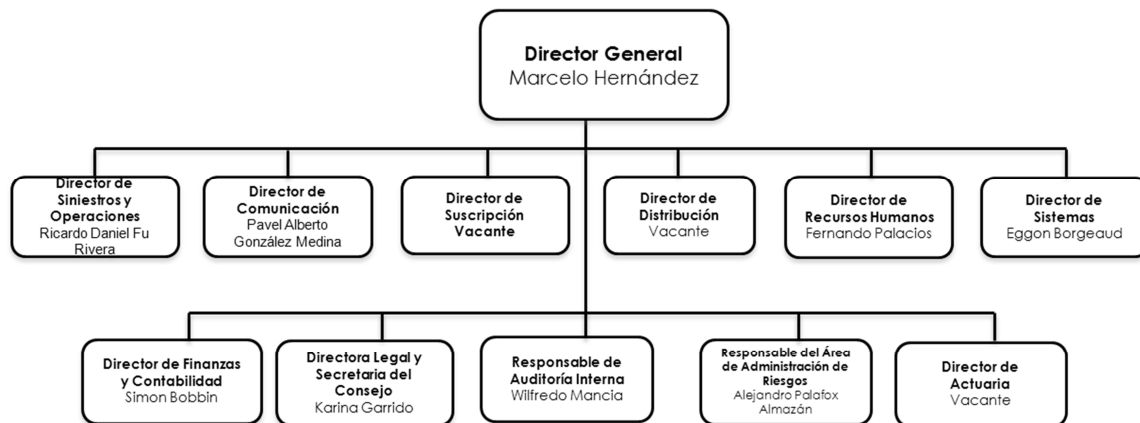 Director General
Marcelo Hernández
Director de
Siniestros y
Operaciones
Ricardo Daniel Fu
Rivera
Director de
Comunicación
Pavel Alberto
González Medina
Director de
Suscripción
Vacante
Director de
Distribución
Vacante
Director de
Recursos Humanos
Fernando Palacios
Director de
Sistemas
Eggon Borgeaud
Director de Finanzas
y Contabilidad
Simon Bobbin
Directora Legal y
Secretaria del
Consejo
Karina Garrido
Responsable de
Auditoría Interna
Wilfredo Mancia
Responsable del Área
de Administración de
Riesgos
Alejandro Palafox
Almazán
Director de
Actuaria
Vacante